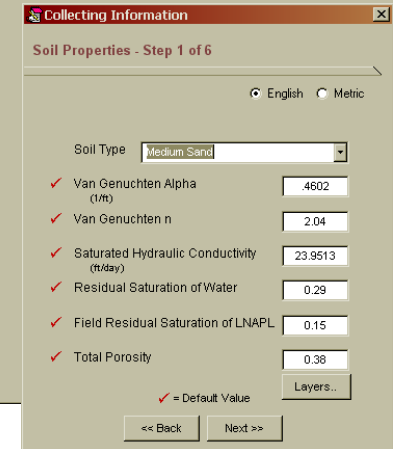 Collecting Information
Soil Properties - Step 1 of 6
English Metric
Soil Type Medium Sand
Van Genuchten Alpha .4602
(1/ft)
Van Genuchten n 2.04
Saturated Hydraulic Conductivity 23.9513
(ft/day)
Residual Saturation of Water 0.29
Field Residual Saturation of LNAPL 0.15
Total Porosity 0.38
Layers..
= Default Value
<< Back Next >>